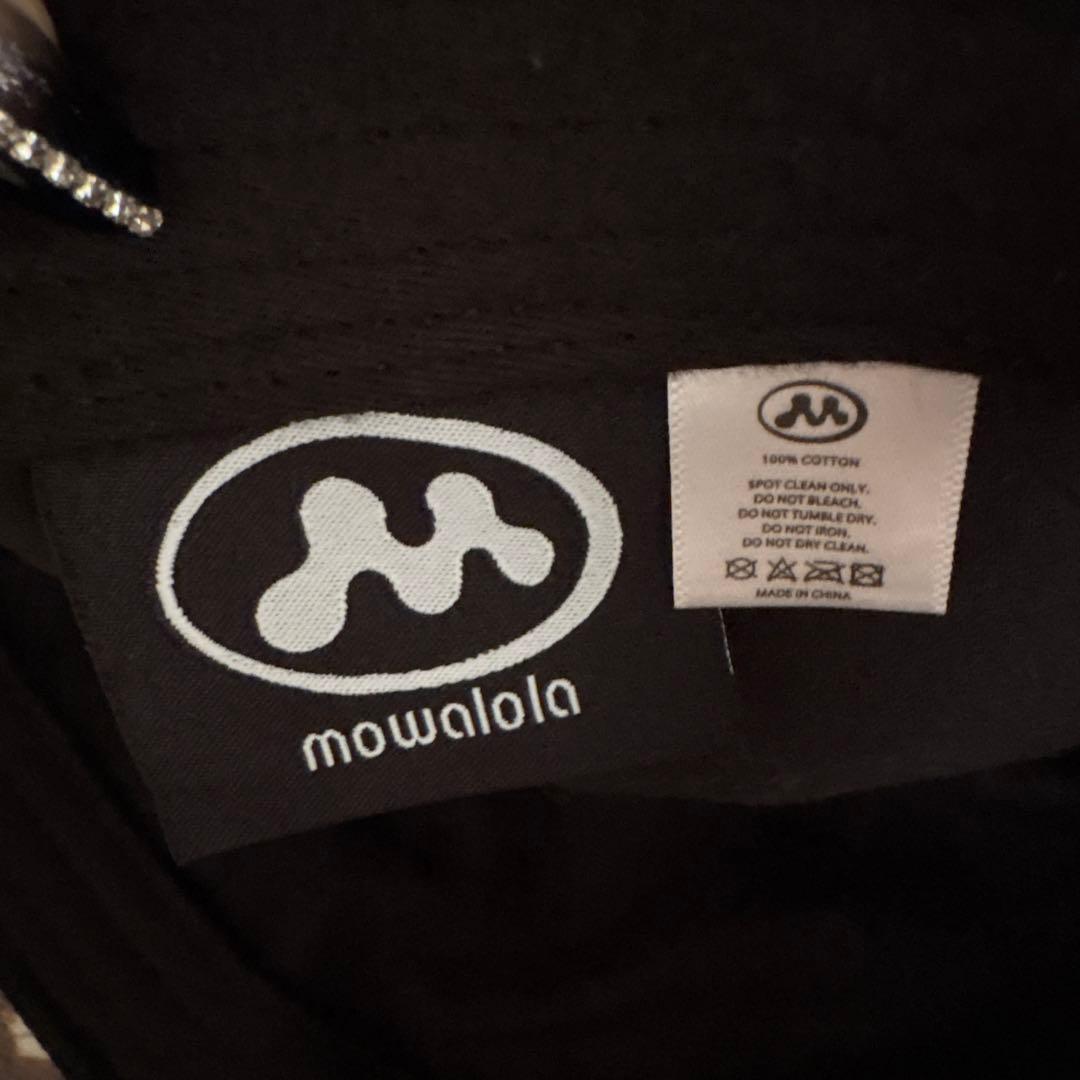 mowalola
100% COTTON
SPOT CLEAN ONLY.
DO NOT BLEACH.
DO NOT TUMBLE DRY.
DO NOT IRON.
DO NOT DRY CLEAN.
MADE IN CHINA